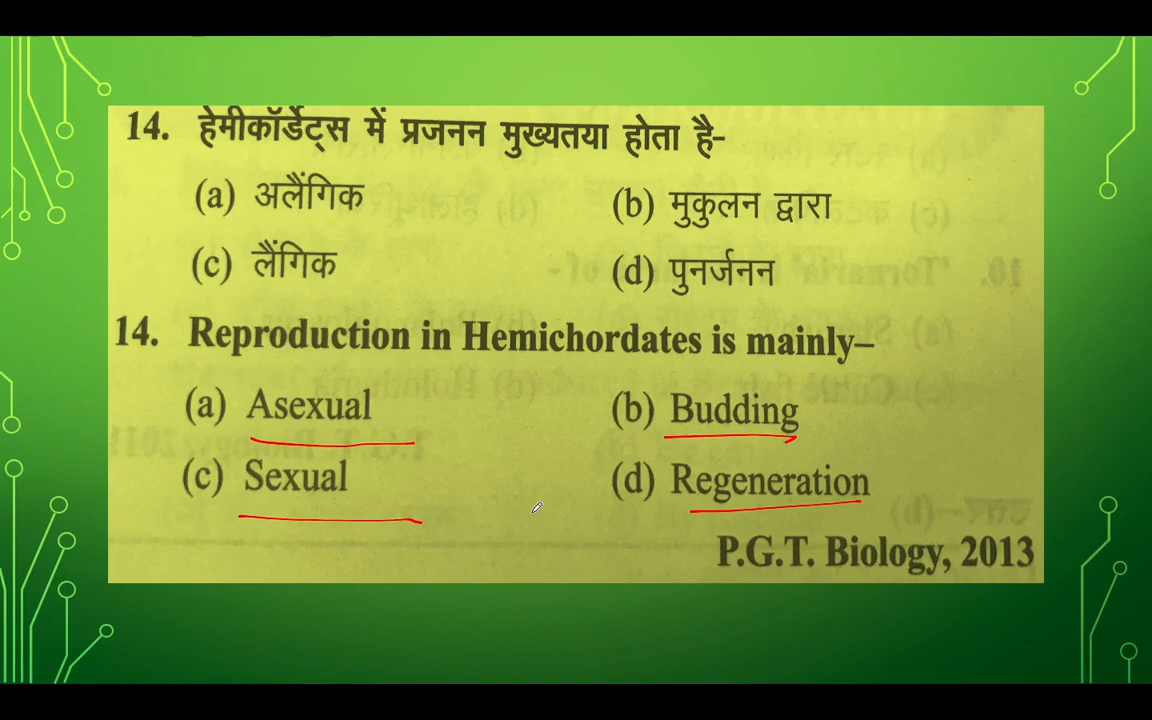 14. हेमीकॉर्डेट्स में प्रजनन मुख्यतया होता है-
(a) अलैंगिक (b) मुकुलन द्वारा
(c) लैंगिक (d) पुनर्जनन
14. Reproduction in Hemichordates is mainly–
(a) Asexual (b) Budding
(c) Sexual (d) Regeneration
P.G.T. Biology, 2013